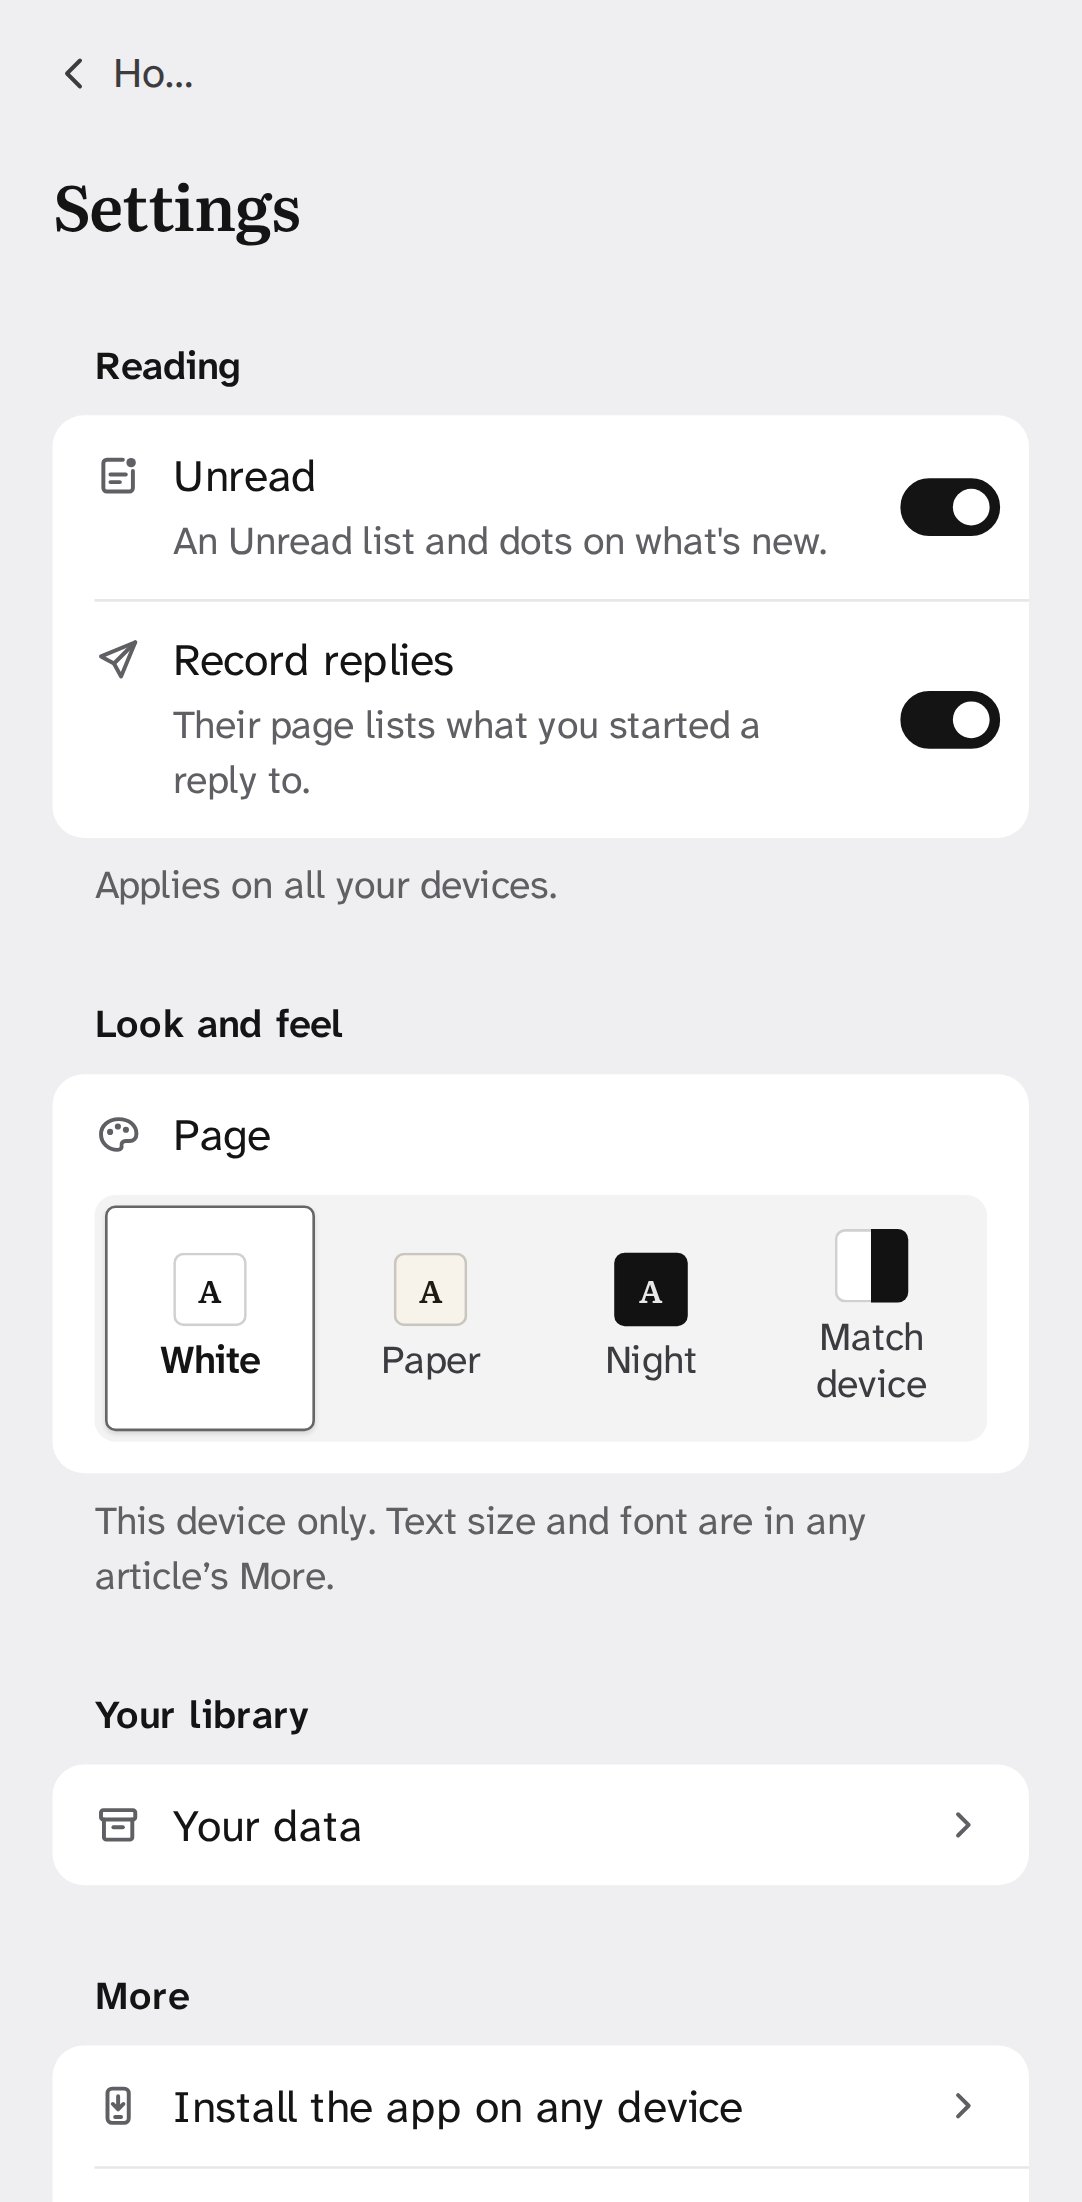 Ho...
Settings
Reading
Unread
An Unread list and dots on what's new.
Record replies
Their page lists what you started a
reply to.
Applies on all your devices.
Look and feel
Page
A
A
A
White
Paper
Night
Match
device
This device only. Text size and font are in any
article’s More.
Your library
Your data
More
Install the app on any device